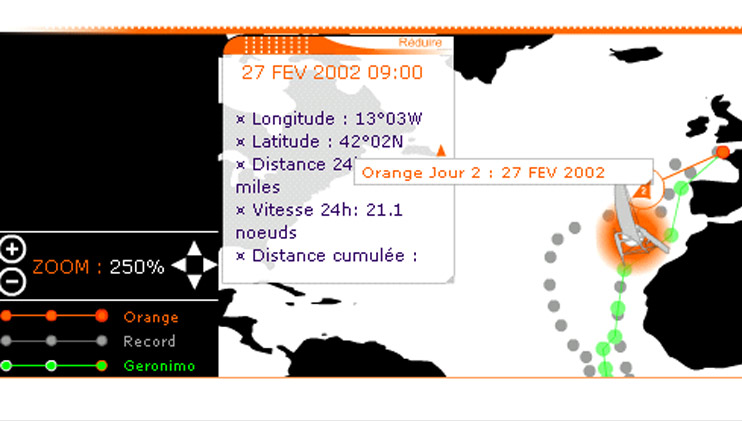 Réduire
27 FEV 2002 09:00
× Longitude : 13°03W
× Latitude : 42°02N
× Distance 24
miles
× Vitesse 24h: 21.1
noeuds
× Distance cumulée :
Orange Jour 2 : 27 FEV 2002
2
ZOOM : 250%
Orange
Record
Geronimo